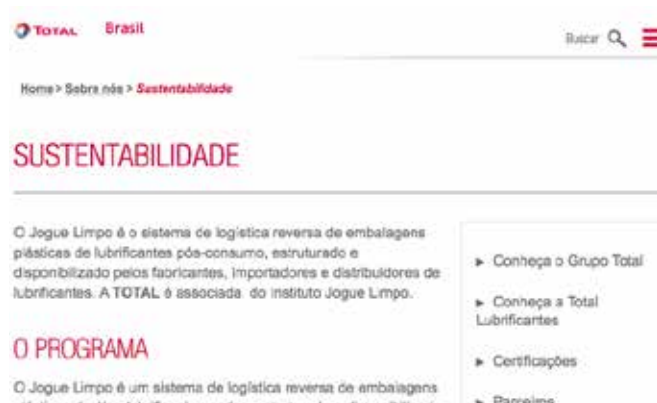 TOTAL Brasil
Buscar
Home > Sobre nós > Sustentabilidade
SUSTENTABILIDADE
O Jogue Limpo é o sistema de logística reversa de embalagens
plásticas de lubrificantes pós-consumo, estruturado e
disponibilizado pelos fabricantes, importadores e distribuidores de
lubrificantes. A TOTAL é associada do Instituto Jogue Limpo.
O PROGRAMA
O Jogue Limpo é um sistema de logística reversa de embalagens
► Conheça o Grupo Total
► Conheça a Total
Lubrificantes
► Certificações
► Parceiros